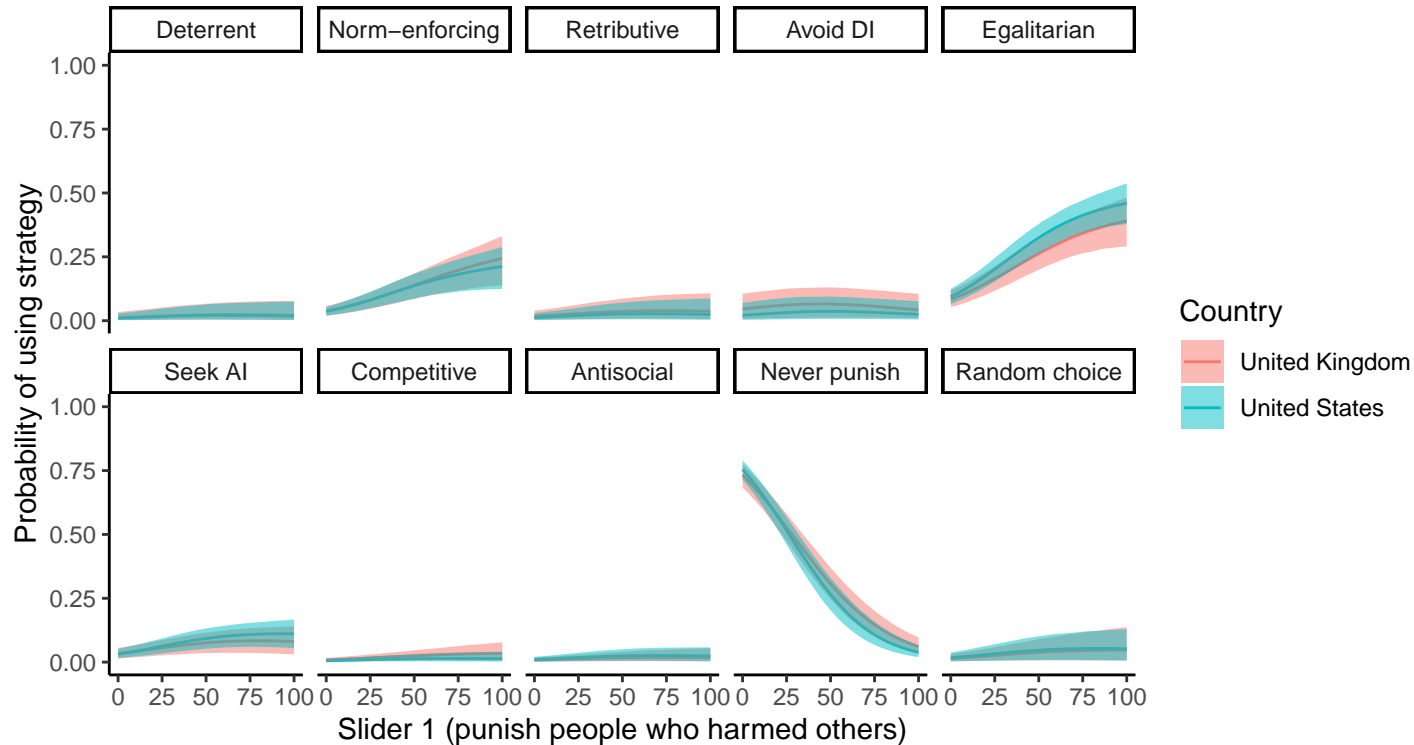 Deterrent Norm−enforcing Retributive Avoid DI Egalitarian
1.00
0.75
0.50
0.25
0.00
Seek AI Competitive Antisocial Never punish Random choice
1.00
0.75
0.50
0.25
0.00
0 25 50 75 100 0 25 50 75 100 0 25 50 75 100 0 25 50 75 100 0 25 50 75 100
Slider 1 (punish people who harmed others)
Probability of using strategy
Country
United Kingdom
United States